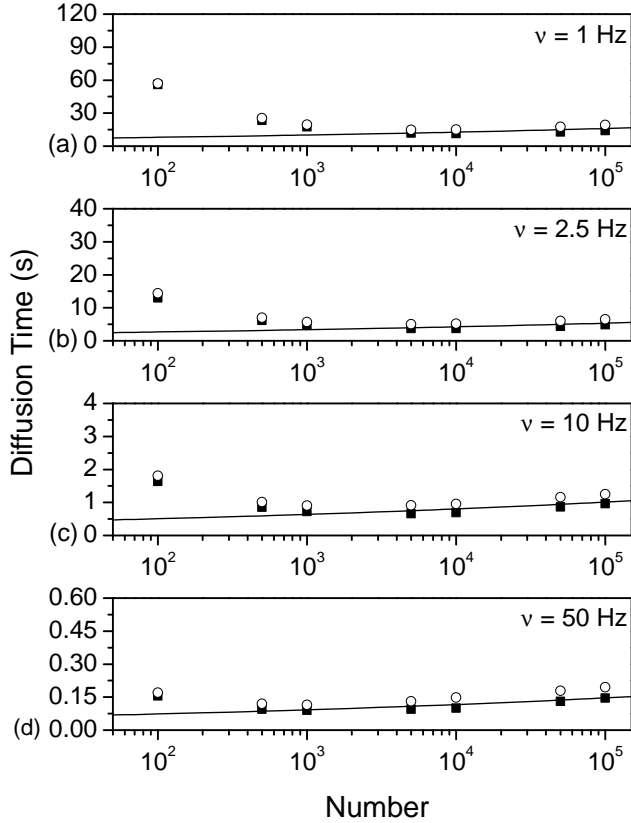 120
90
60
30
(a) 0
ν = 1 Hz
10² 10³ 10⁴ 10⁵
40
30
20
10
(b) 0
ν = 2.5 Hz
10² 10³ 10⁴ 10⁵
Diffusion Time (s)
4
3
2
1
(c) 0
ν = 10 Hz
10² 10³ 10⁴ 10⁵
0.60
0.45
0.30
0.15
(d) 0.00
ν = 50 Hz
10² 10³ 10⁴ 10⁵
Number